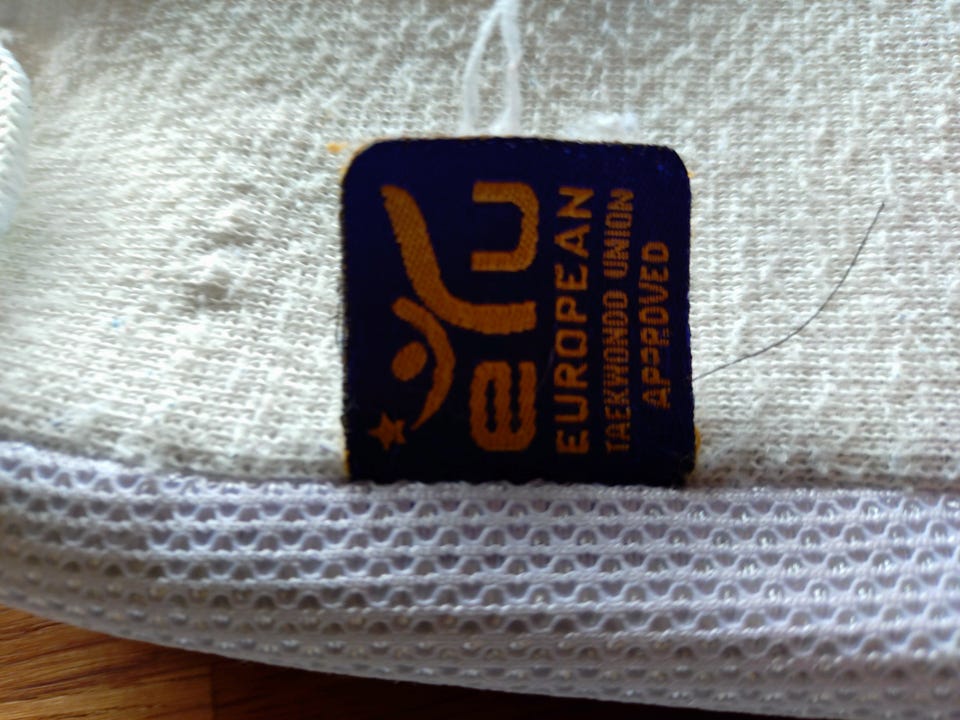 eTU
EUROPEAN
TAEKWONDO UNION
APPROVED